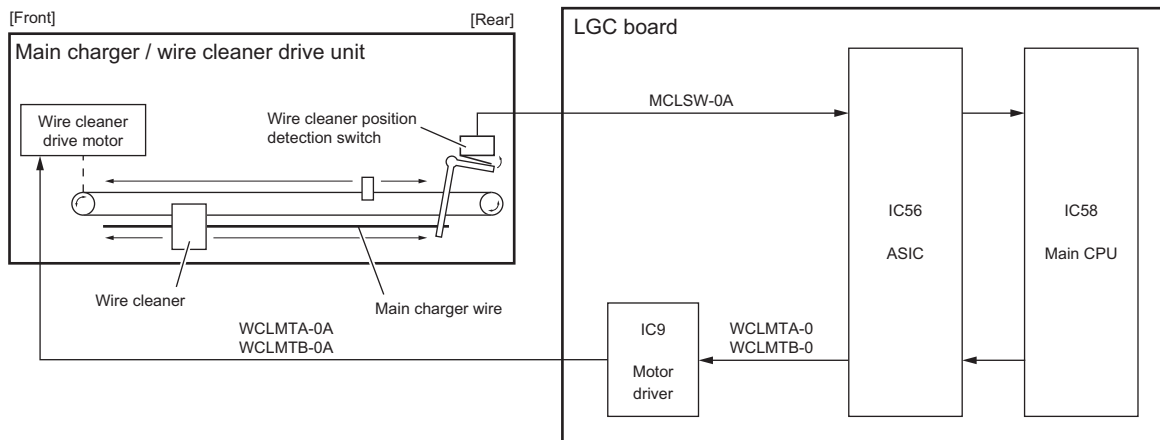 [Front]
[Rear]
Main charger / wire cleaner drive unit
Wire cleaner
drive motor
Wire cleaner position
detection switch
Wire cleaner
Main charger wire
LGC board
MCLSW-0A
IC56
ASIC
IC58
Main CPU
WCLMTA-0A
WCLMTB-0A
IC9
Motor
driver
WCLMTA-0
WCLMTB-0